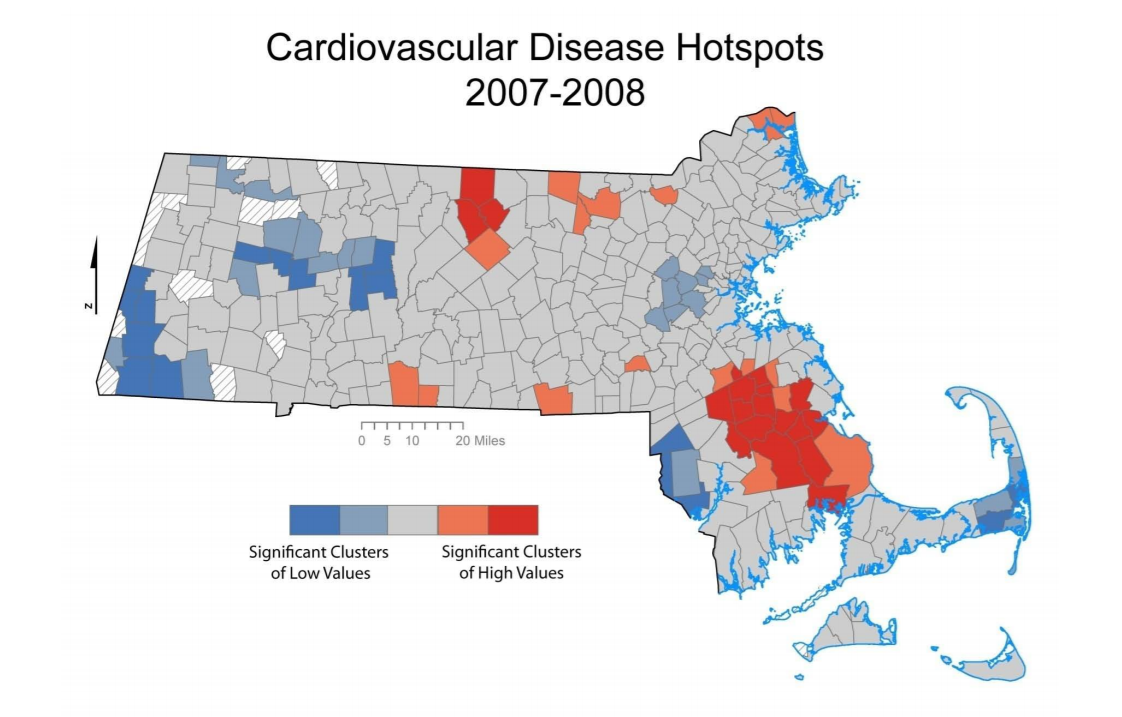 Cardiovascular Disease Hotspots
2007-2008
N
0 5 10 20 Miles
Significant Clusters
of Low Values
Significant Clusters
of High Values